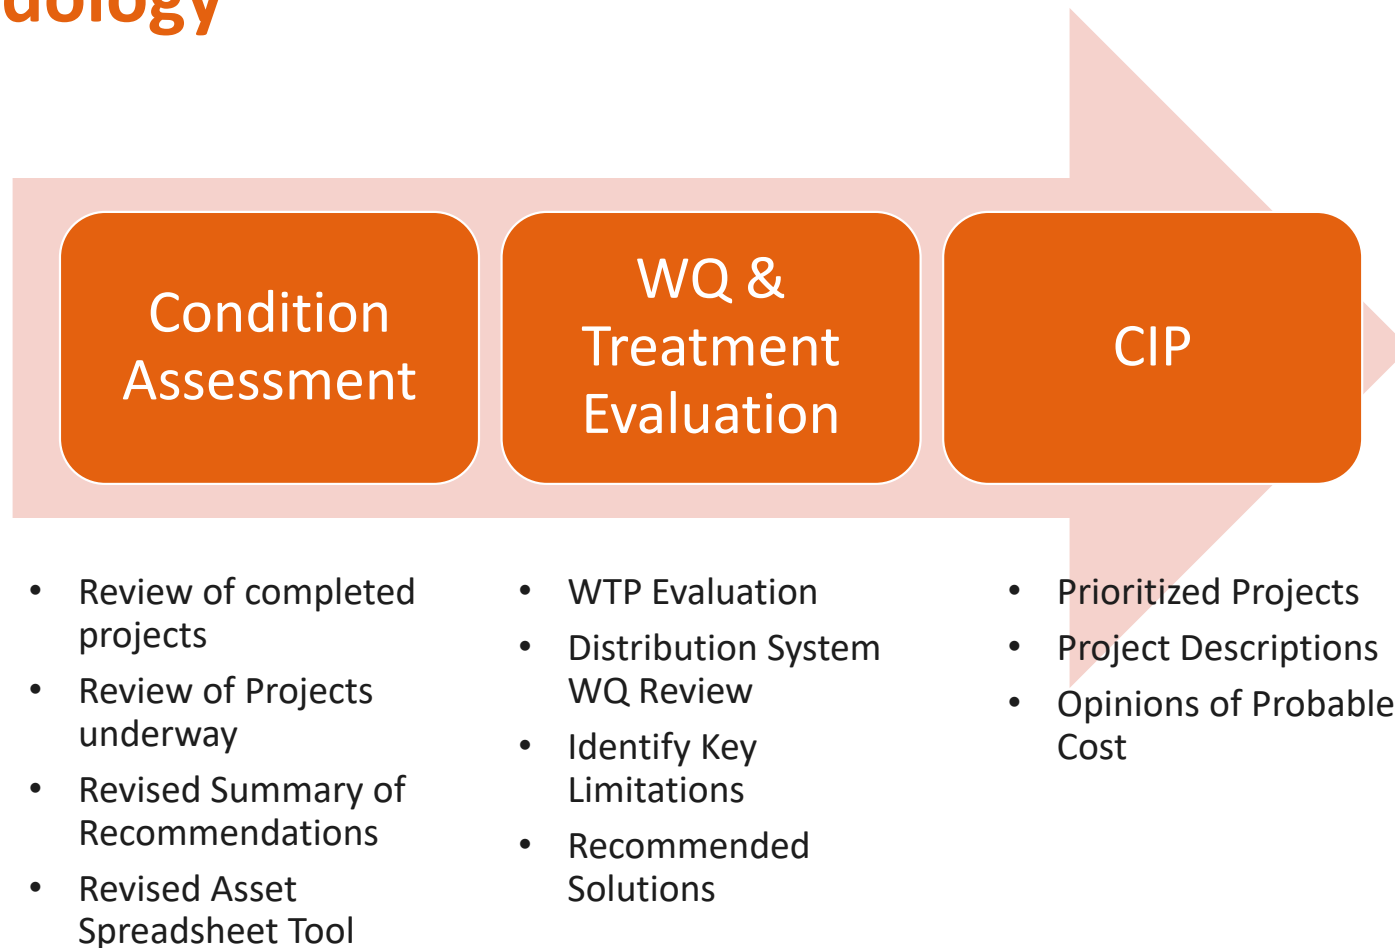 dology
Condition
Assessment
WQ &
Treatment
Evaluation
CIP
• Review of completed
projects
• Review of Projects
underway
• Revised Summary of
Recommendations
• Revised Asset
Spreadsheet Tool
• WTP Evaluation
• Distribution System
WQ Review
• Identify Key
Limitations
• Recommended
Solutions
• Prioritized Projects
• Project Descriptions
• Opinions of Probable
Cost